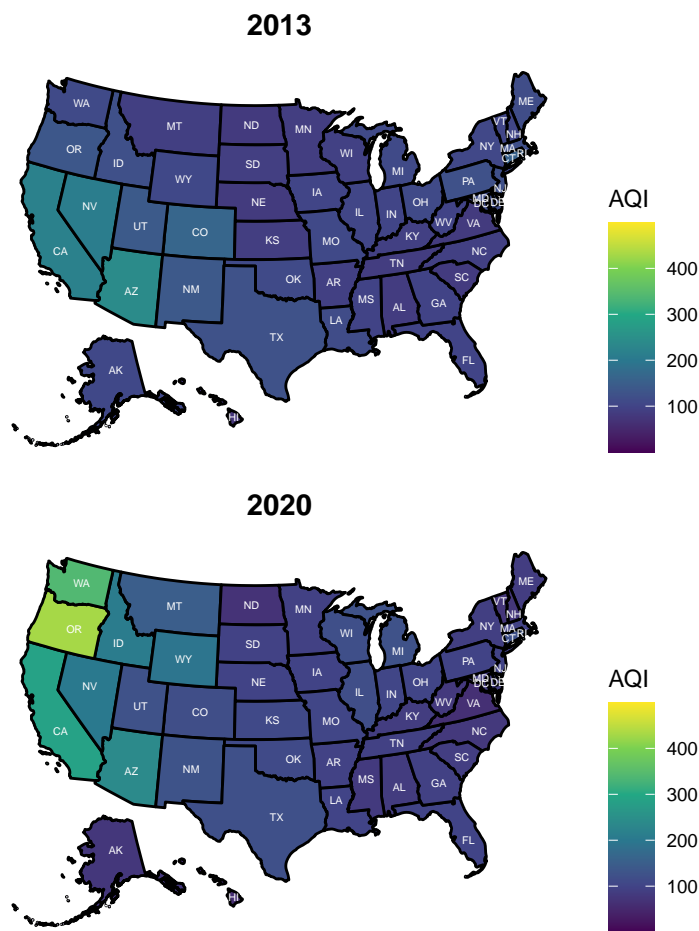 2013
WA
MT
ND
MN
ME
VT
NH
OR
ID
SD
WI
MI
NY
MA
CT
RI
WY
IA
PA
NJ
NE
NV
UT
CO
IL
IN
OH
MD
DE
DC
WV
VA
CA
KS
MO
KY
AZ
NM
OK
AR
TN
NC
SC
MS
AL
GA
TX
LA
FL
AK
HI
AQI
400
300
200
100
2020
WA
MT
ND
MN
ME
VT
NH
OR
ID
SD
WI
MI
NY
MA
CT
RI
WY
IA
PA
NJ
NE
NV
UT
CO
IL
IN
OH
MD
DE
DC
WV
VA
CA
KS
MO
KY
AZ
NM
OK
AR
TN
NC
SC
MS
AL
GA
TX
LA
FL
AK
HI
AQI
400
300
200
100